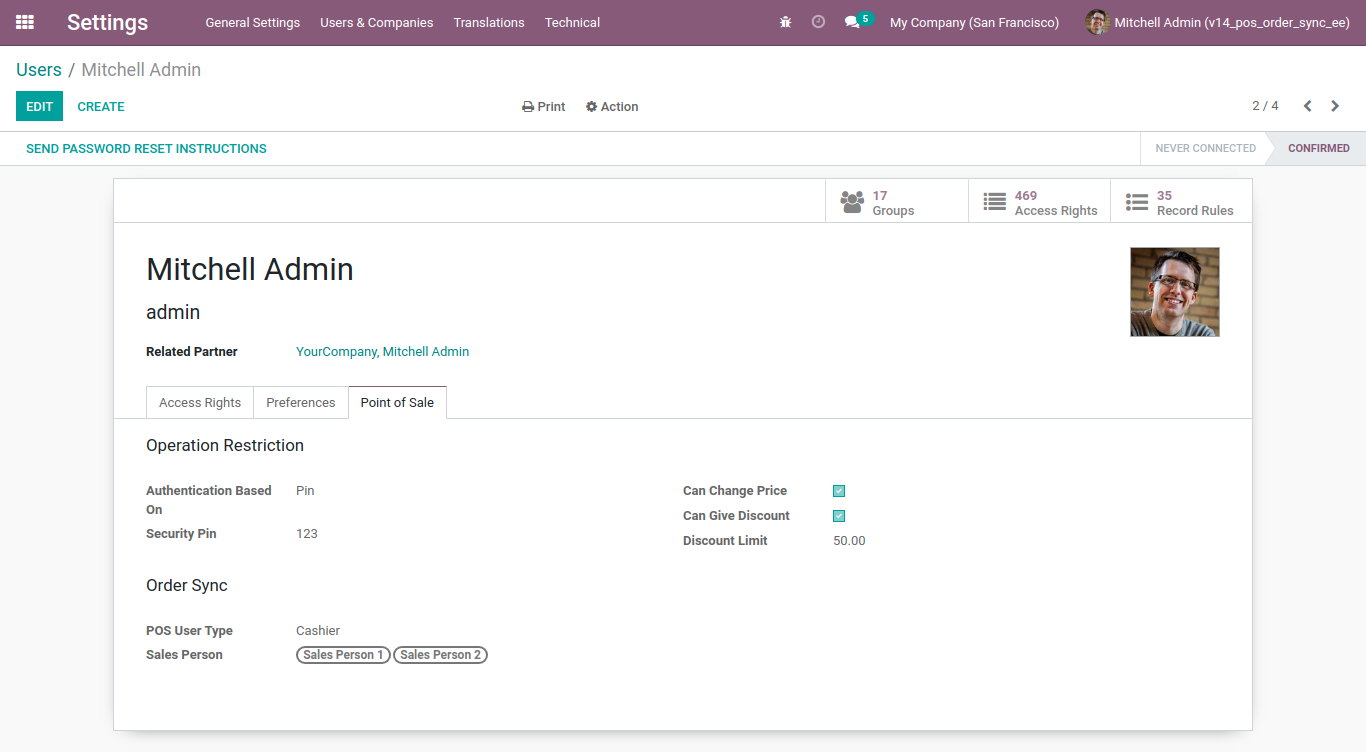 Settings General Settings Users & Companies Translations Technical 5 My Company (San Francisco) Mitchell Admin (v14_pos_order_sync_ee)
Users / Mitchell Admin
EDIT CREATE Print Action 2 / 4
SEND PASSWORD RESET INSTRUCTIONS NEVER CONNECTED CONFIRMED
17 469 35
Groups Access Rights Record Rules
Mitchell Admin
admin
Related Partner YourCompany, Mitchell Admin
Access Rights Preferences Point of Sale
Operation Restriction
Authentication Based Pin Can Change Price
On
Can Give Discount
Security Pin 123
Discount Limit 50.00
Order Sync
POS User Type Cashier
Sales Person Sales Person 1 Sales Person 2